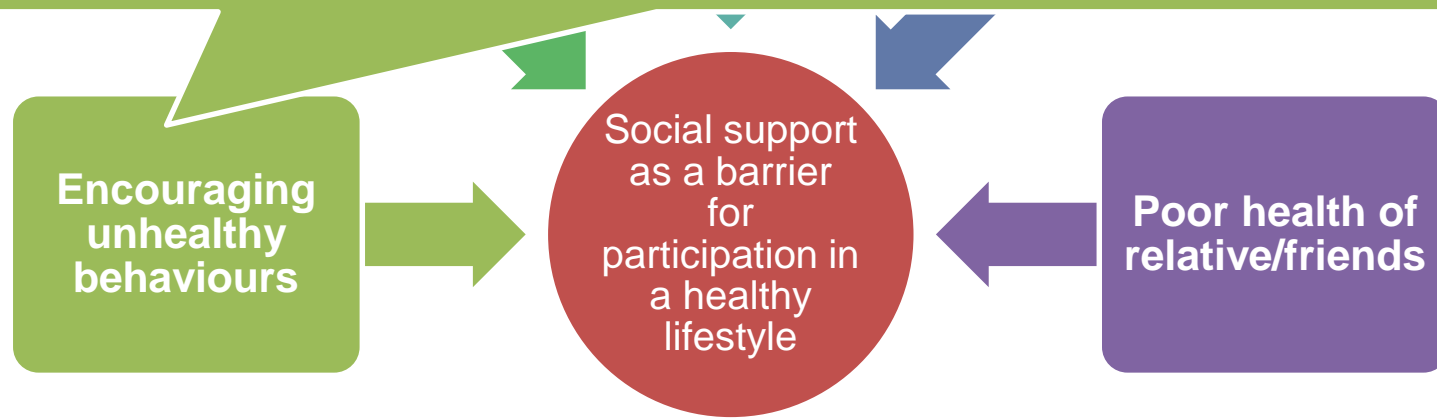 Encouraging
unhealthy
behaviours
Social support
as a barrier
for
participation in
a healthy
lifestyle
Poor health of
relative/friends